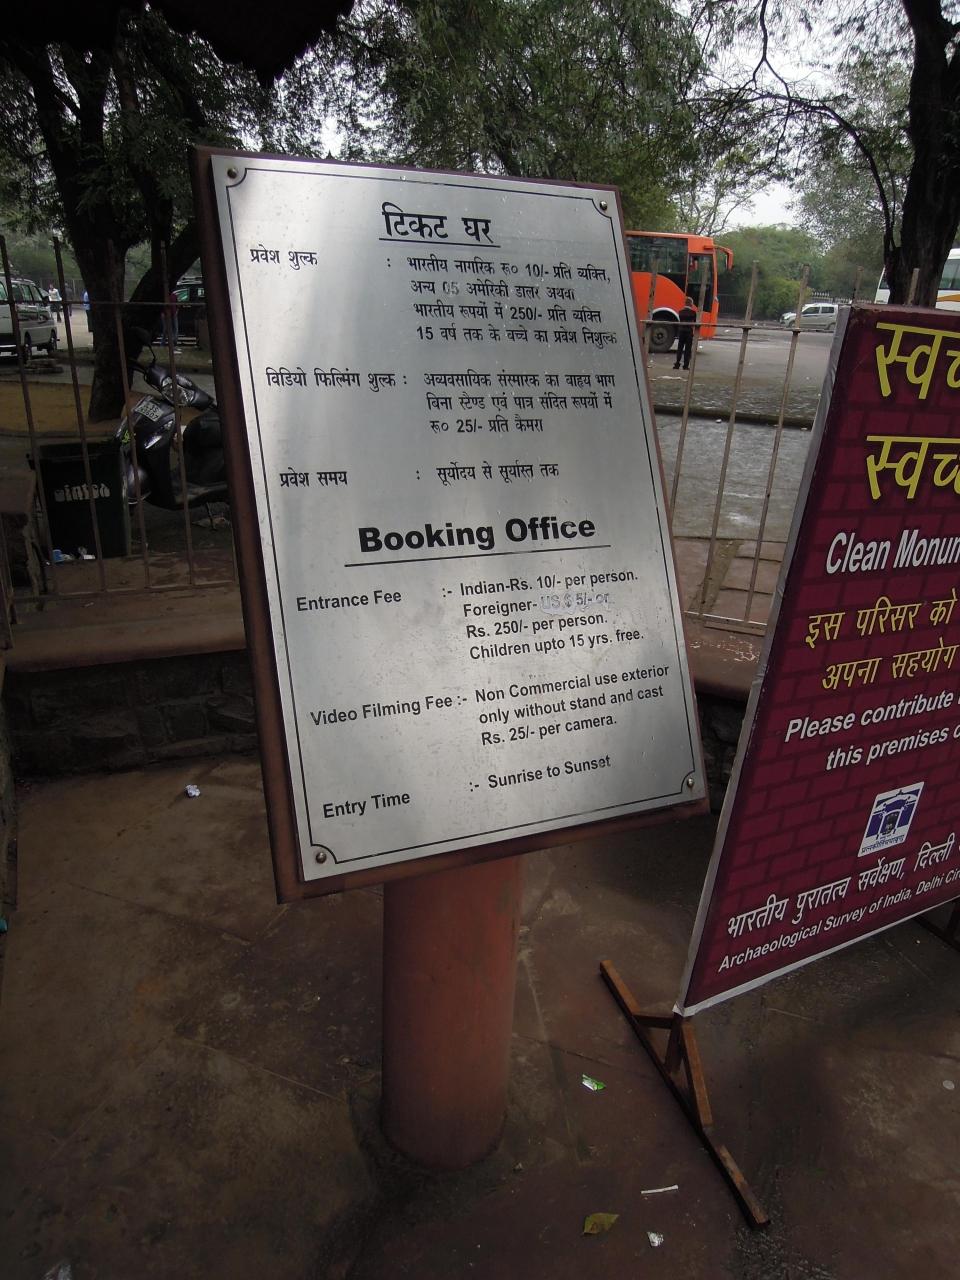 टिकट घर
प्रवेश शुल्क : भारतीय नागरिक रू० 10/- प्रति व्यक्ति,
अन्य 05 अमेरिकी डालर अथवा
भारतीय रूपयों में 250/- प्रति व्यक्ति
15 वर्ष तक के बच्चे का प्रवेश निशुल्क
विडियो फिल्मिंग शुल्क : अव्यवसायिक संस्मारक का वाहृय भाग
बिना स्टैण्ड एवं पात्र संदित रूपयों में
रू० 25/- प्रति कैमरा
प्रवेश समय : सूर्योदय से सूर्यास्त तक
Booking Office
Entrance Fee :- Indian-Rs. 10/- per person.
Foreigner- US $ 5/- or
Rs. 250/- per person.
Children upto 15 yrs. free.
Video Filming Fee :- Non Commercial use exterior
only without stand and cast
Rs. 25/- per camera.
Entry Time :- Sunrise to Sunset
स्वच्
स्वच्
Clean Monum
इस परिसर को
अपना सहयोग
Please contribute
this premises
भारतीय पुरातत्व सर्वेक्षण, दिल्ली
Archaeological Survey of India, Delhi Cir